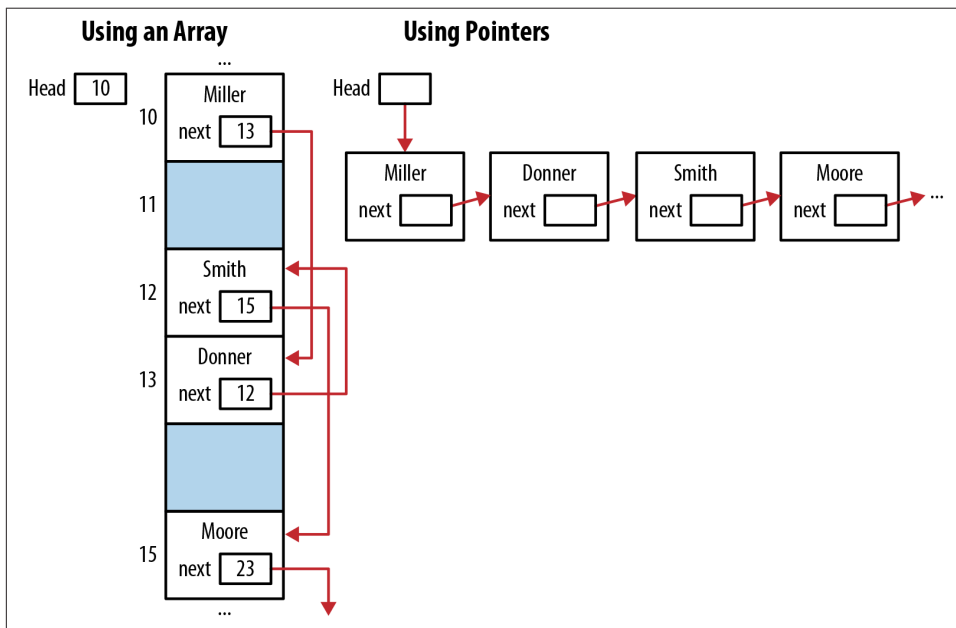 Using an Array
Using Pointers
...
Head 10
10
Miller
next 13
11
12
Smith
next 15
13
Donner
next 12
15
Moore
next 23
...
Head
Miller
next
Donner
next
Smith
next
Moore
next
...